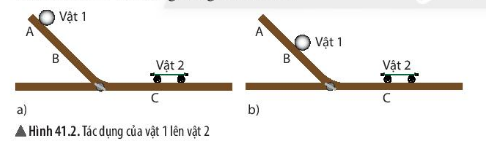 Vật 1
A
B
Vật 2
C
a)
A
Vật 1
B
Vật 2
C
b)
▲ Hình 41.2. Tác dụng của vật 1 lên vật 2